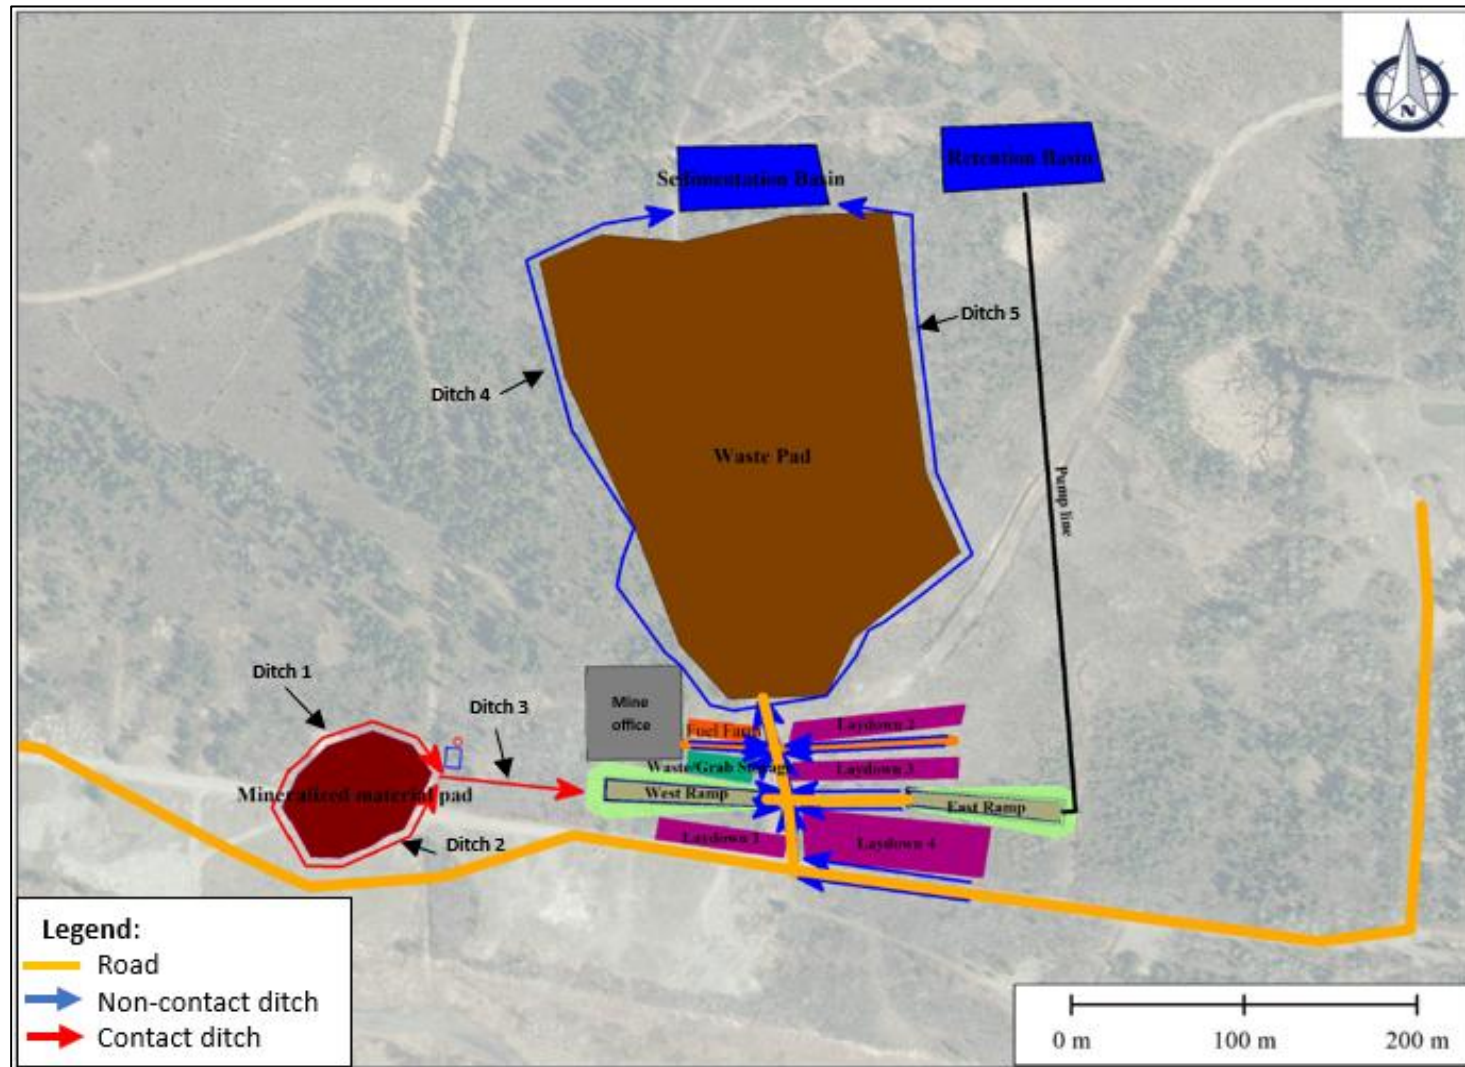 N
Retention Basin
Sedimentation Basin
Ditch 5
Ditch 4
Waste Pad
Pump line
Ditch 1
Ditch 3
Mine
office
Fuel Farm
Laydown 2
Waste/Grab Storage
Laydown 3
Mineralized material pad
West Ramp
East Ramp
Ditch 2
Laydown 1
Laydown 4
Legend:
Road
Non-contact ditch
Contact ditch
0 m
100 m
200 m